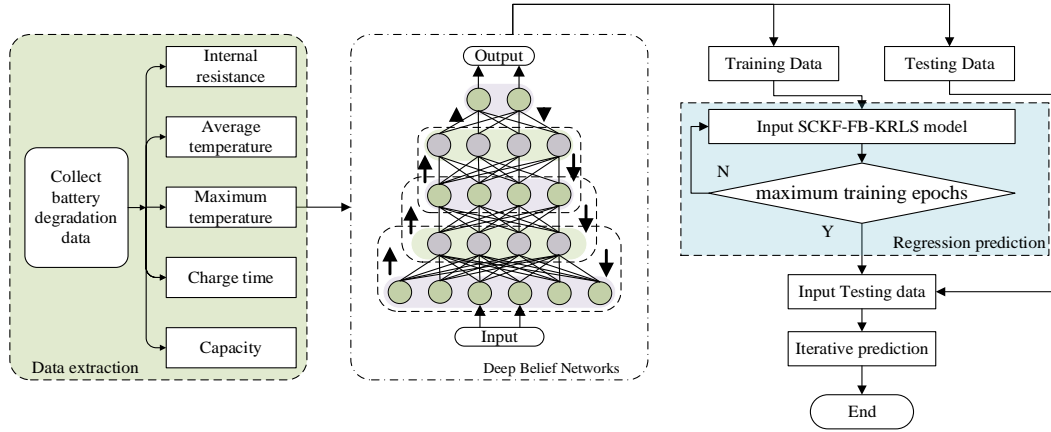 Collect
battery
degradation
data
Internal
resistance
Average
temperature
Maximum
temperature
Charge time
Capacity
Data extraction
Output
Input
Deep Belief Networks
Training Data
Testing Data
Input SCKF-FB-KRLS model
N
maximum training epochs
Y
Regression prediction
Input Testing data
Iterative prediction
End